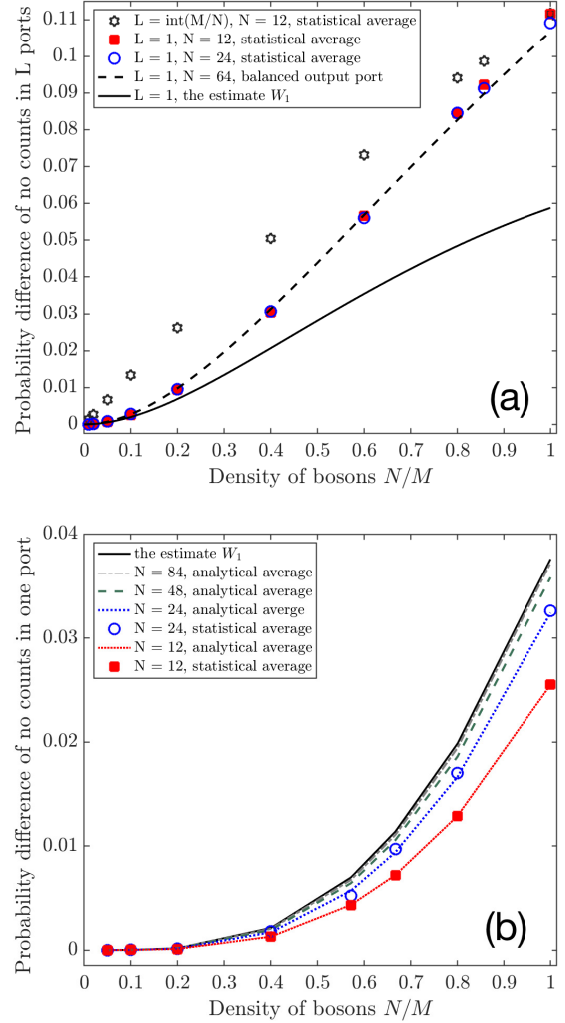 0.11
0.1
0.09
0.08
0.07
0.06
0.05
0.04
0.03
0.02
0.01
0
Probability difference of no counts in L ports
L = int(M/N), N = 12, statistical average
L = 1, N = 12, statistical average
L = 1, N = 24, statistical average
L = 1, N = 64, balanced output port
L = 1, the estimate W₁
(a)
0 0.1 0.2 0.3 0.4 0.5 0.6 0.7 0.8 0.9 1
Density of bosons N/M
0.04
0.03
0.02
0.01
0
Probability difference of no counts in one port
the estimate W₁
N = 84, analytical average
N = 48, analytical average
N = 24, analytical averge
N = 24, statistical average
N = 12, analytical average
N = 12, statistical average
(b)
0 0.1 0.2 0.3 0.4 0.5 0.6 0.7 0.8 0.9 1
Density of bosons N/M